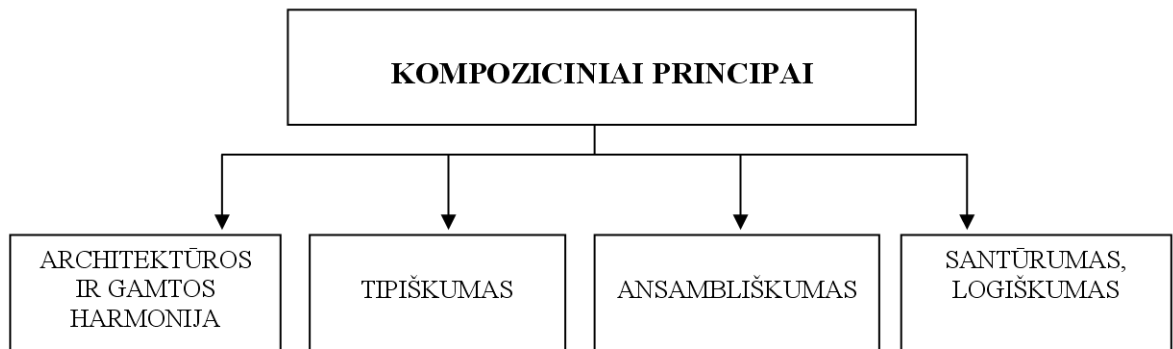 KOMPOZICINIAI PRINCIPAI
ARCHITEKTŪROS
IR GAMTOS
HARMONIJA
TIPIŠKUMAS
ANSAMBLIŠKUMAS
SANTŪRUMAS,
LOGIŠKUMAS